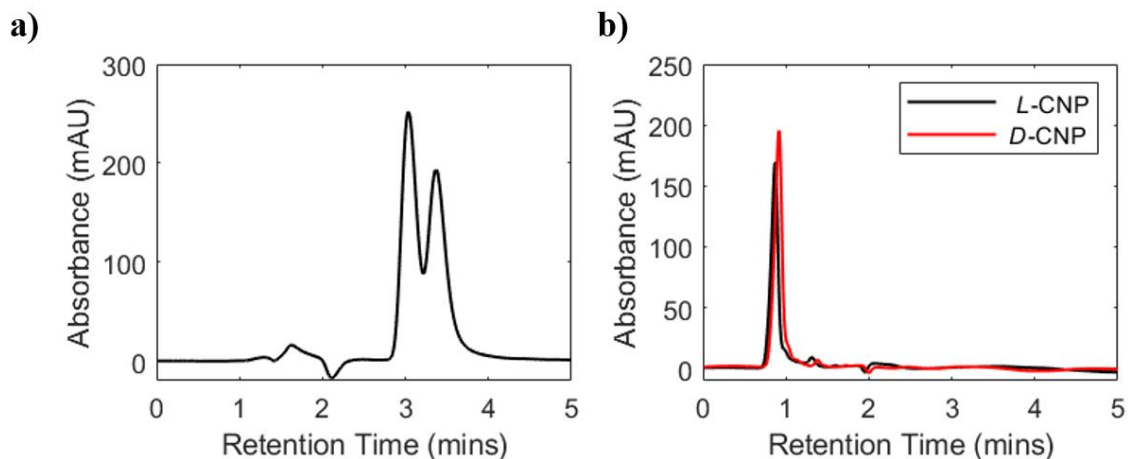 a)
300
200
100
0
Absorbance (mAU)
0 1 2 3 4 5
Retention Time (mins)
b)
250
200
150
100
50
0
Absorbance (mAU)
L-CNP
D-CNP
0 1 2 3 4 5
Retention Time (mins)